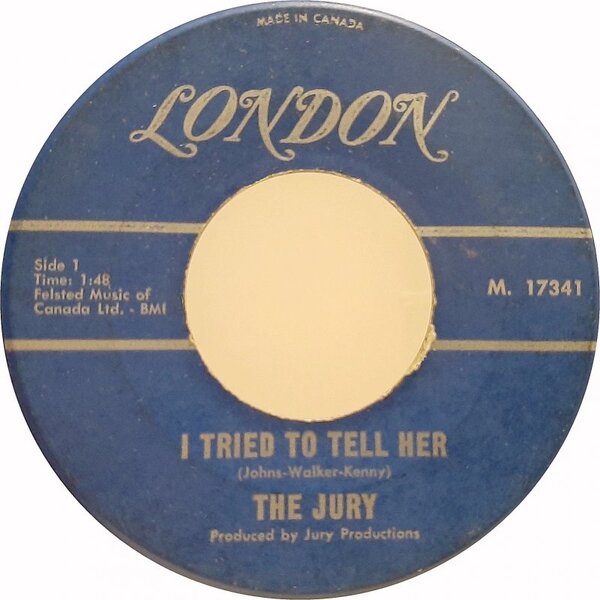 MADE IN CANADA
LONDON
Side 1
Time: 1:48
Felsted Music of
Canada Ltd. - BMI
M. 17341
I TRIED TO TELL HER
(Johns-Walker-Kenny)
THE JURY
Produced by Jury Productions